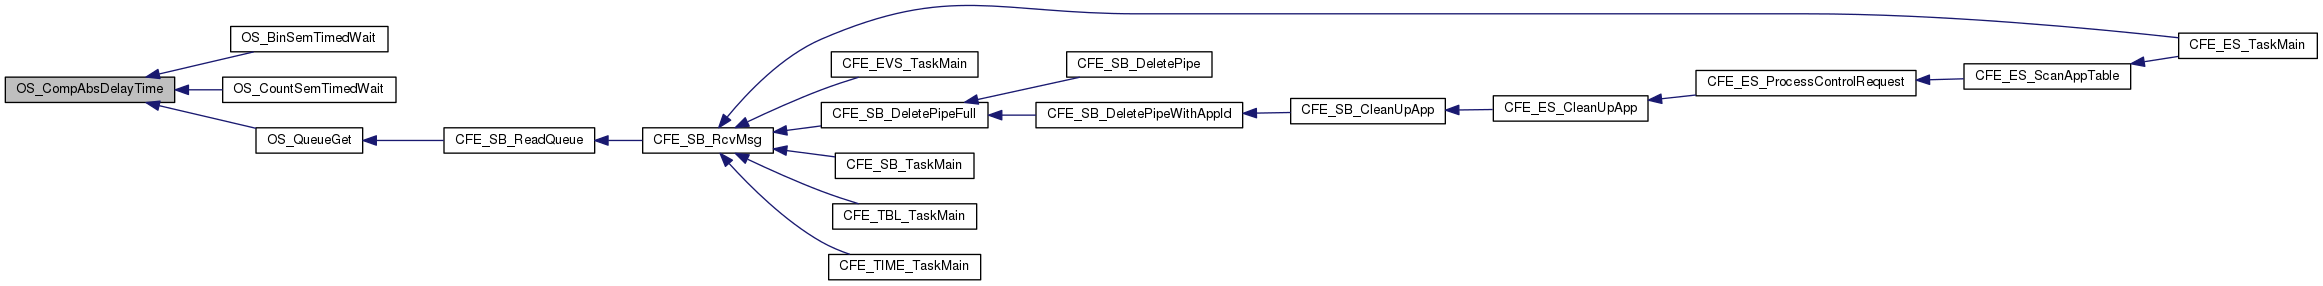 OS_CompAbsDelayTime
OS_BinSemTimedWait
OS_CountSemTimedWait
OS_QueueGet
CFE_SB_ReadQueue
CFE_SB_RcvMsg
CFE_EVS_TaskMain
CFE_SB_DeletePipeFull
CFE_SB_TaskMain
CFE_TBL_TaskMain
CFE_TIME_TaskMain
CFE_SB_DeletePipe
CFE_SB_DeletePipeWithAppId
CFE_SB_CleanUpApp
CFE_ES_CleanUpApp
CFE_ES_ProcessControlRequest
CFE_ES_ScanAppTable
CFE_ES_TaskMain